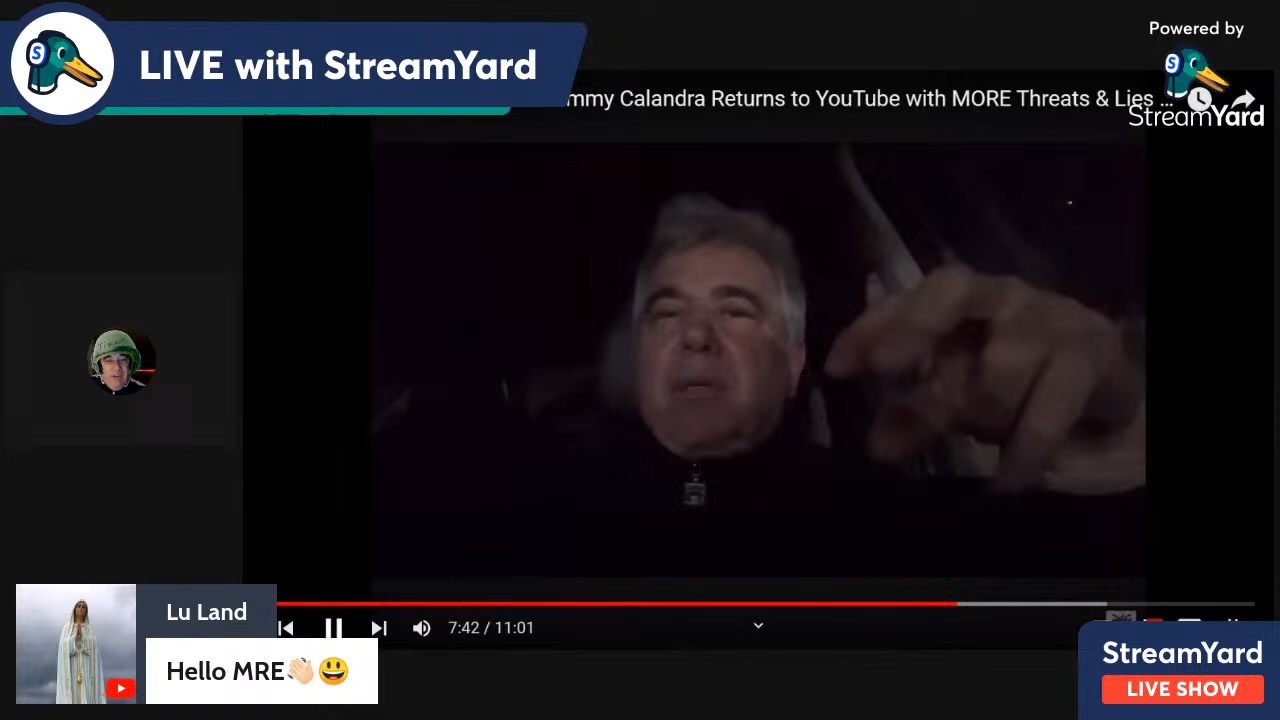 LIVE with StreamYard
Powered by
StreamYard
mmy Calandra Returns to YouTube with MORE Threats & Lies ...
Lu Land
Hello MRE👋🏻😃
7:42 / 11:01
StreamYard
LIVE SHOW